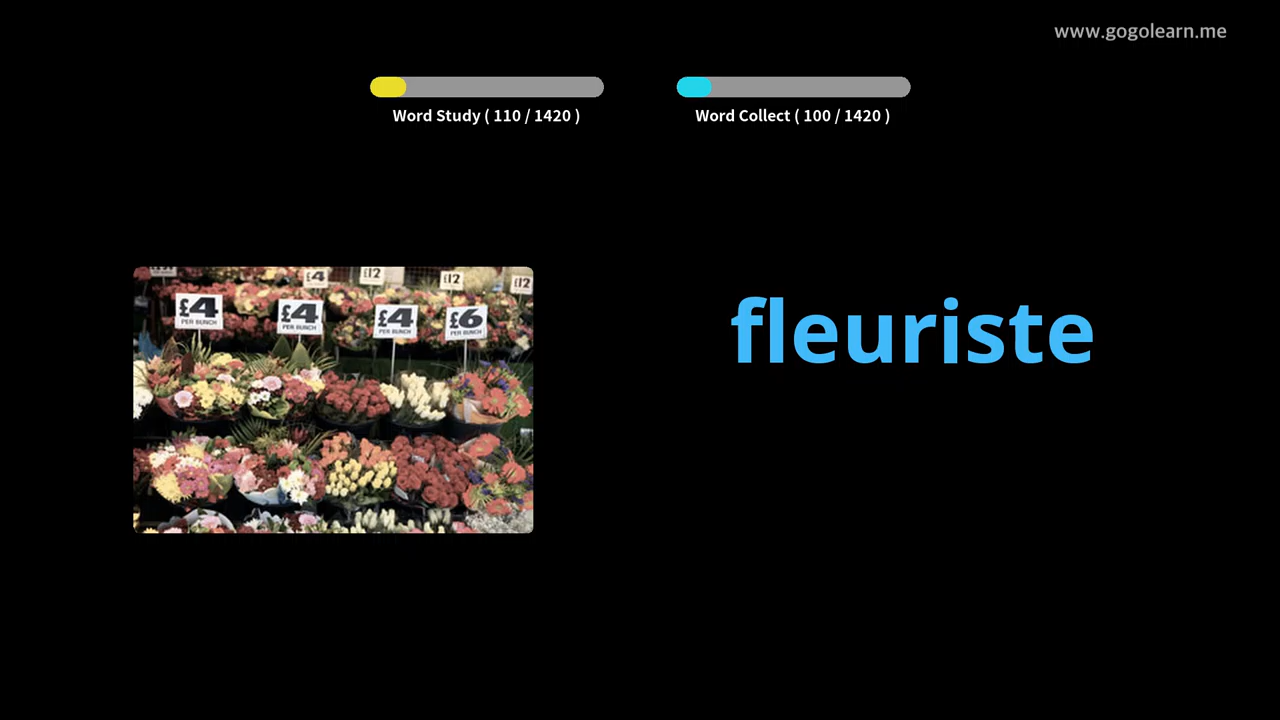 www.gogolearn.me
Word Study ( 110 / 1420 )
Word Collect ( 100 / 1420 )
£4
£12
£12
£12
£4
PER BUNCH
£4
PER BUNCH
£4
PER BUNCH
£6
PER BUNCH
fleuriste